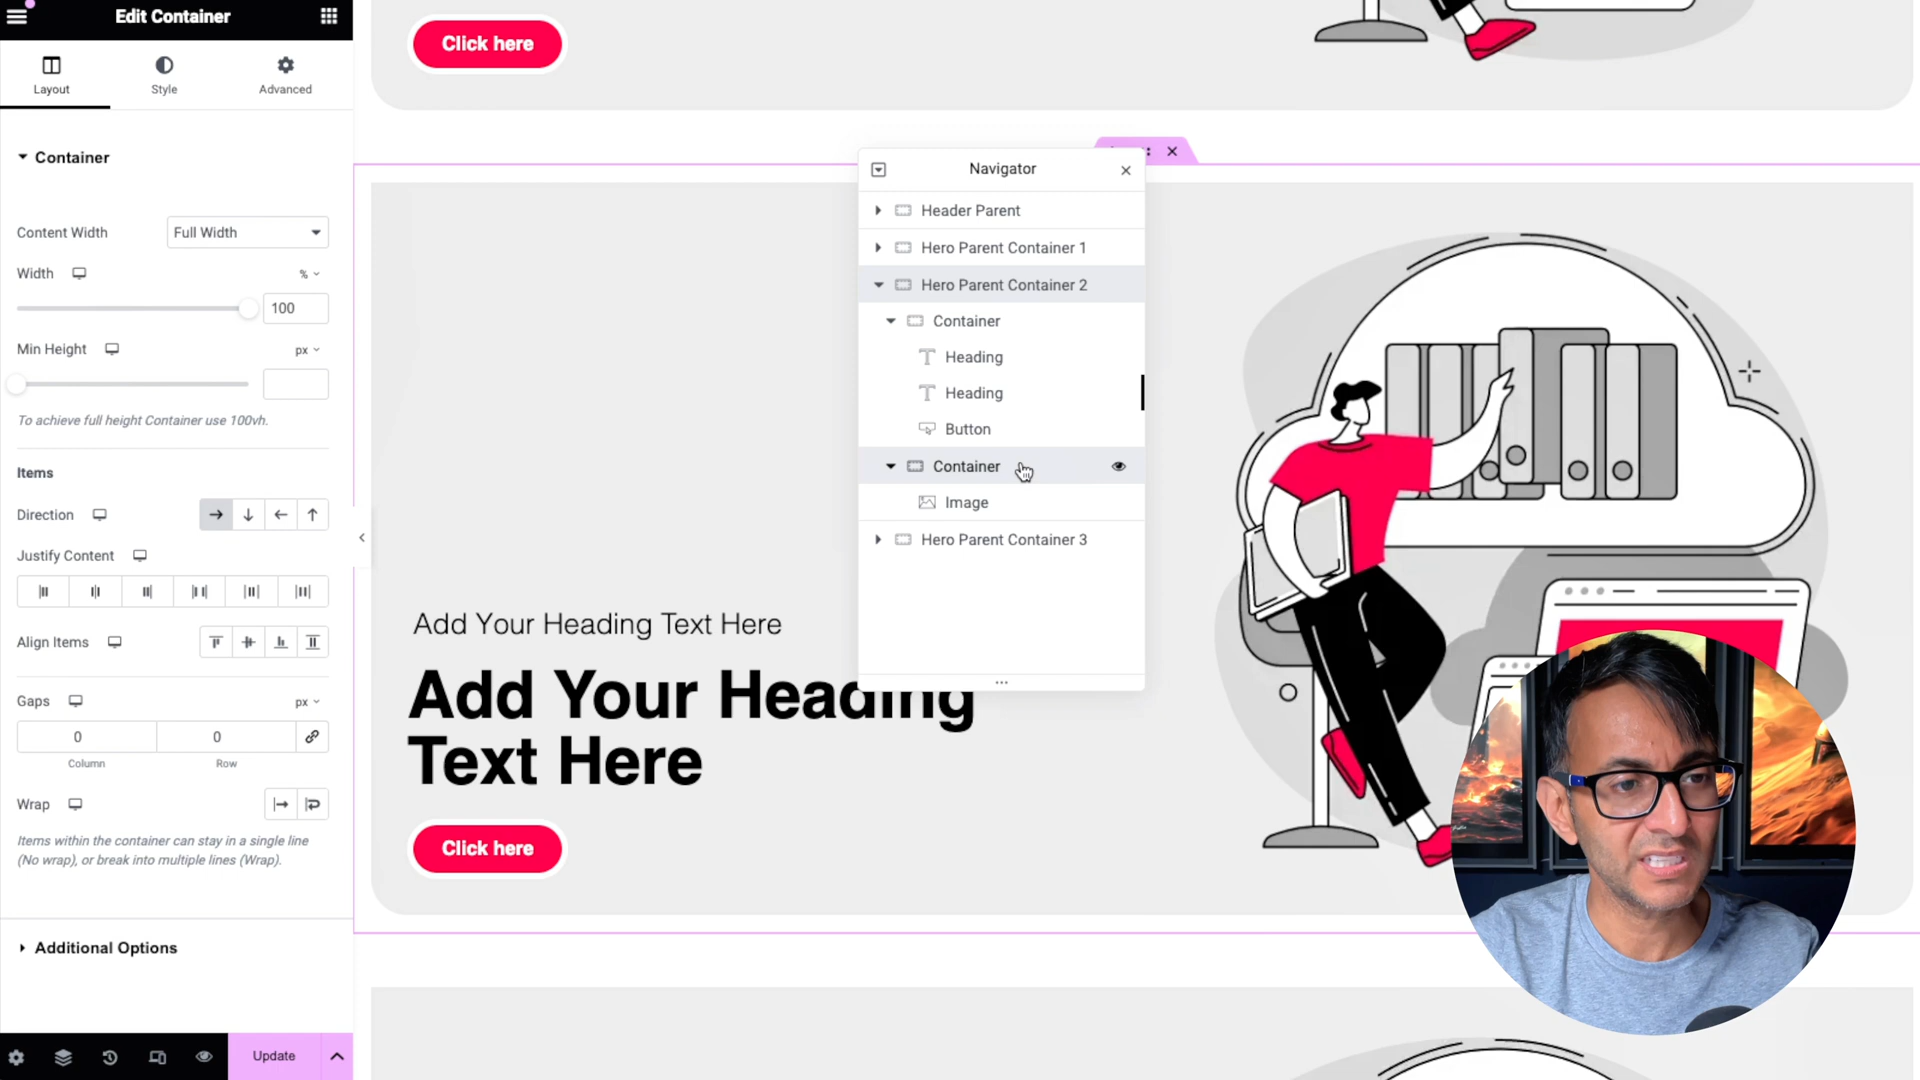 Edit Container
Layout
Style
Advanced
Container
Content Width
Full Width
Width
%
100
Min Height
px
To achieve full height Container use 100vh.
Items
Direction
Justify Content
Align Items
Gaps
px
0
0
Column
Row
Wrap
Items within the container can stay in a single line
(No wrap), or break into multiple lines (Wrap).
Additional Options
Update
Click here
Navigator
Header Parent
Hero Parent Container 1
Hero Parent Container 2
Container
Heading
Heading
Button
Container
Image
Hero Parent Container 3
Add Your Heading Text Here
Add Your Heading
Text Here
Click here